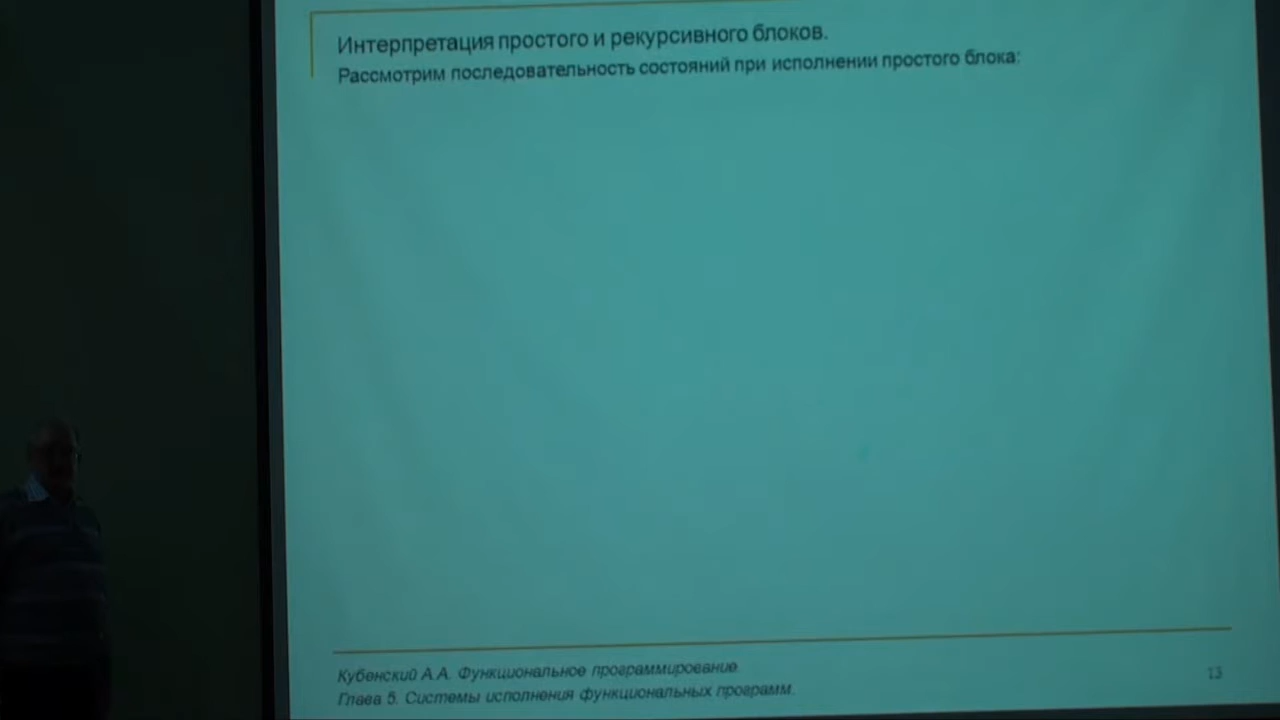 Интерпретация простого и рекурсивного блоков.
Рассмотрим последовательность состояний при исполнении простого блока:
Кубенский А.А. Функциональное программирование.
Глава 5. Системы исполнения функциональных программ.
13